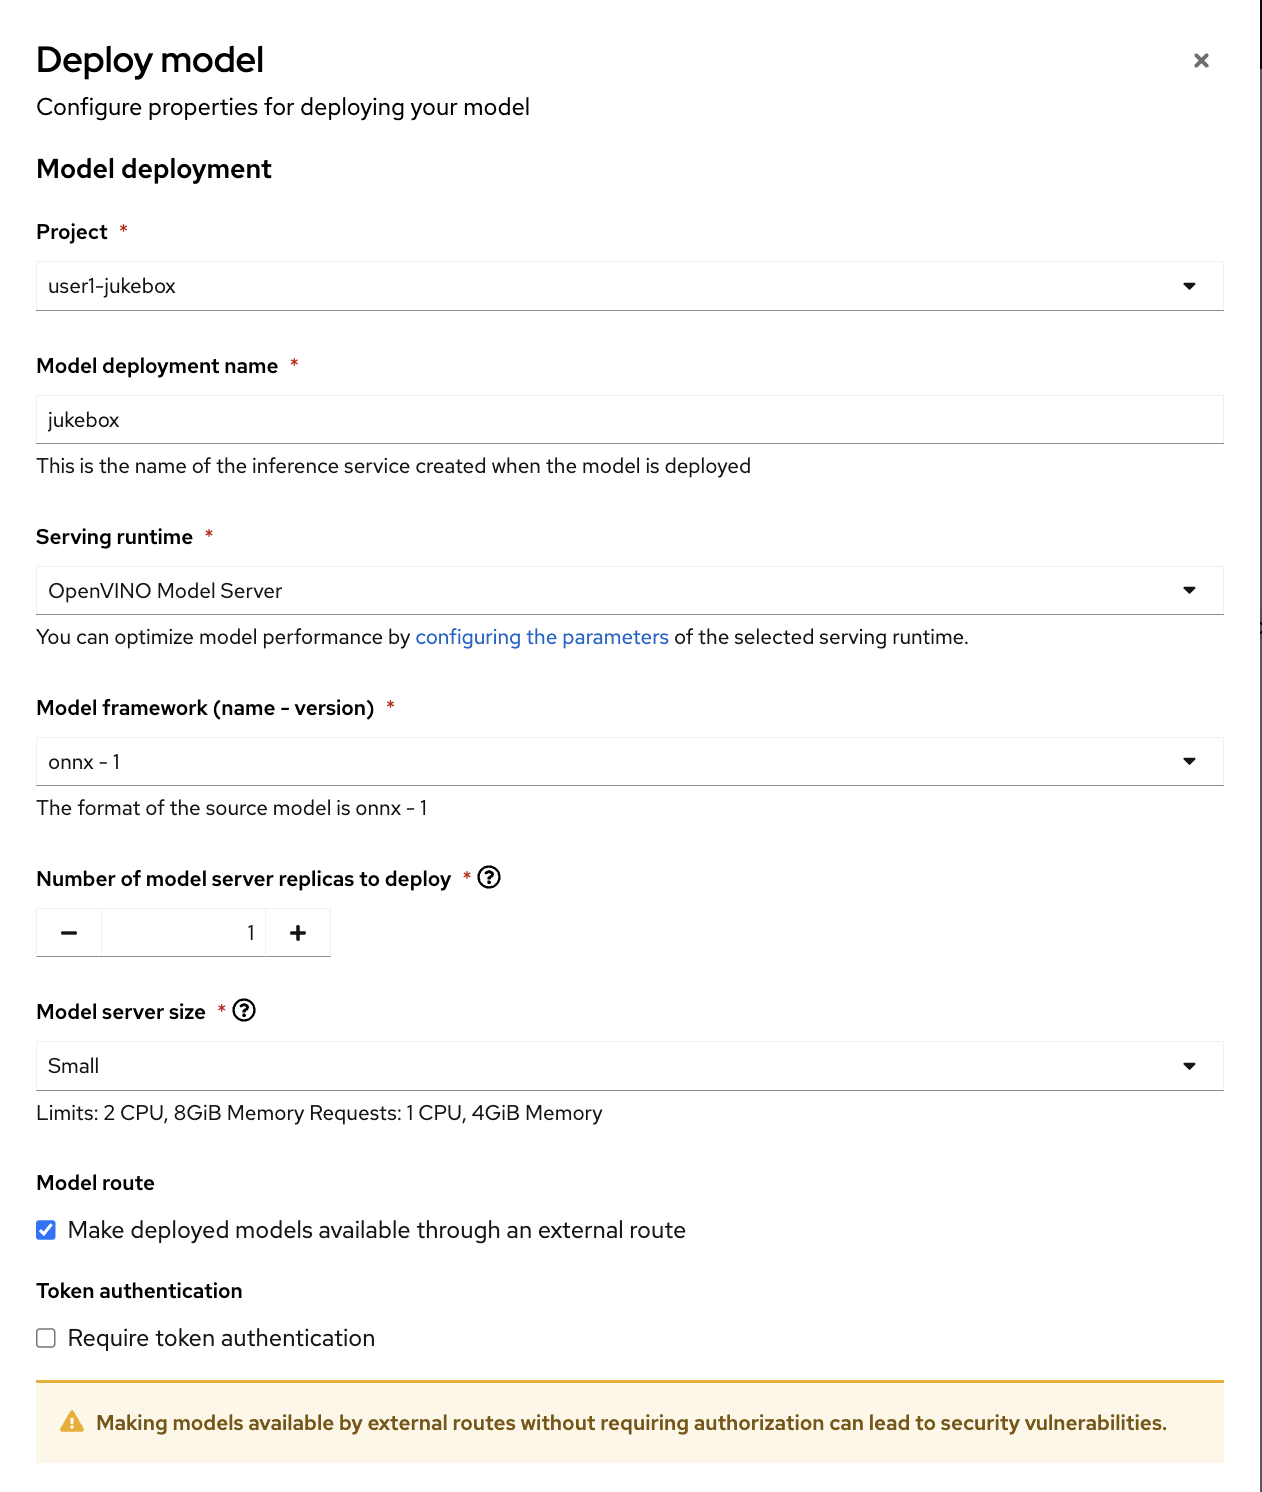 Deploy model
Configure properties for deploying your model
Model deployment
Project *
user1-jukebox
Model deployment name *
jukebox
This is the name of the inference service created when the model is deployed
Serving runtime *
OpenVINO Model Server
You can optimize model performance by configuring the parameters of the selected serving runtime.
Model framework (name - version) *
onnx - 1
The format of the source model is onnx - 1
Number of model server replicas to deploy *
1
Model server size *
Small
Limits: 2 CPU, 8GiB Memory Requests: 1 CPU, 4GiB Memory
Model route
Make deployed models available through an external route
Token authentication
Require token authentication
Making models available by external routes without requiring authorization can lead to security vulnerabilities.